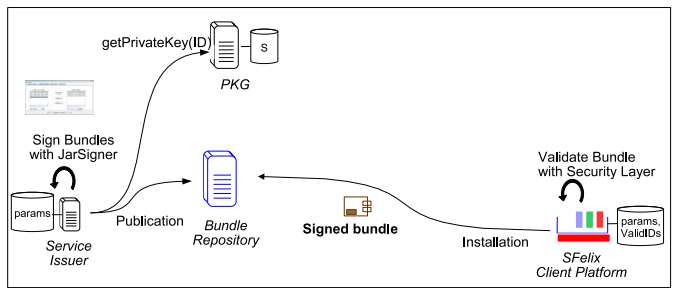 getPrivateKey(ID)
S
PKG
Sign Bundles
with JarSigner
params
Service
Issuer
Publication
Bundle
Repository
Signed bundle
Validate Bundle
with Security Layer
Installation
params,
ValidIDs
SFelix
Client Platform